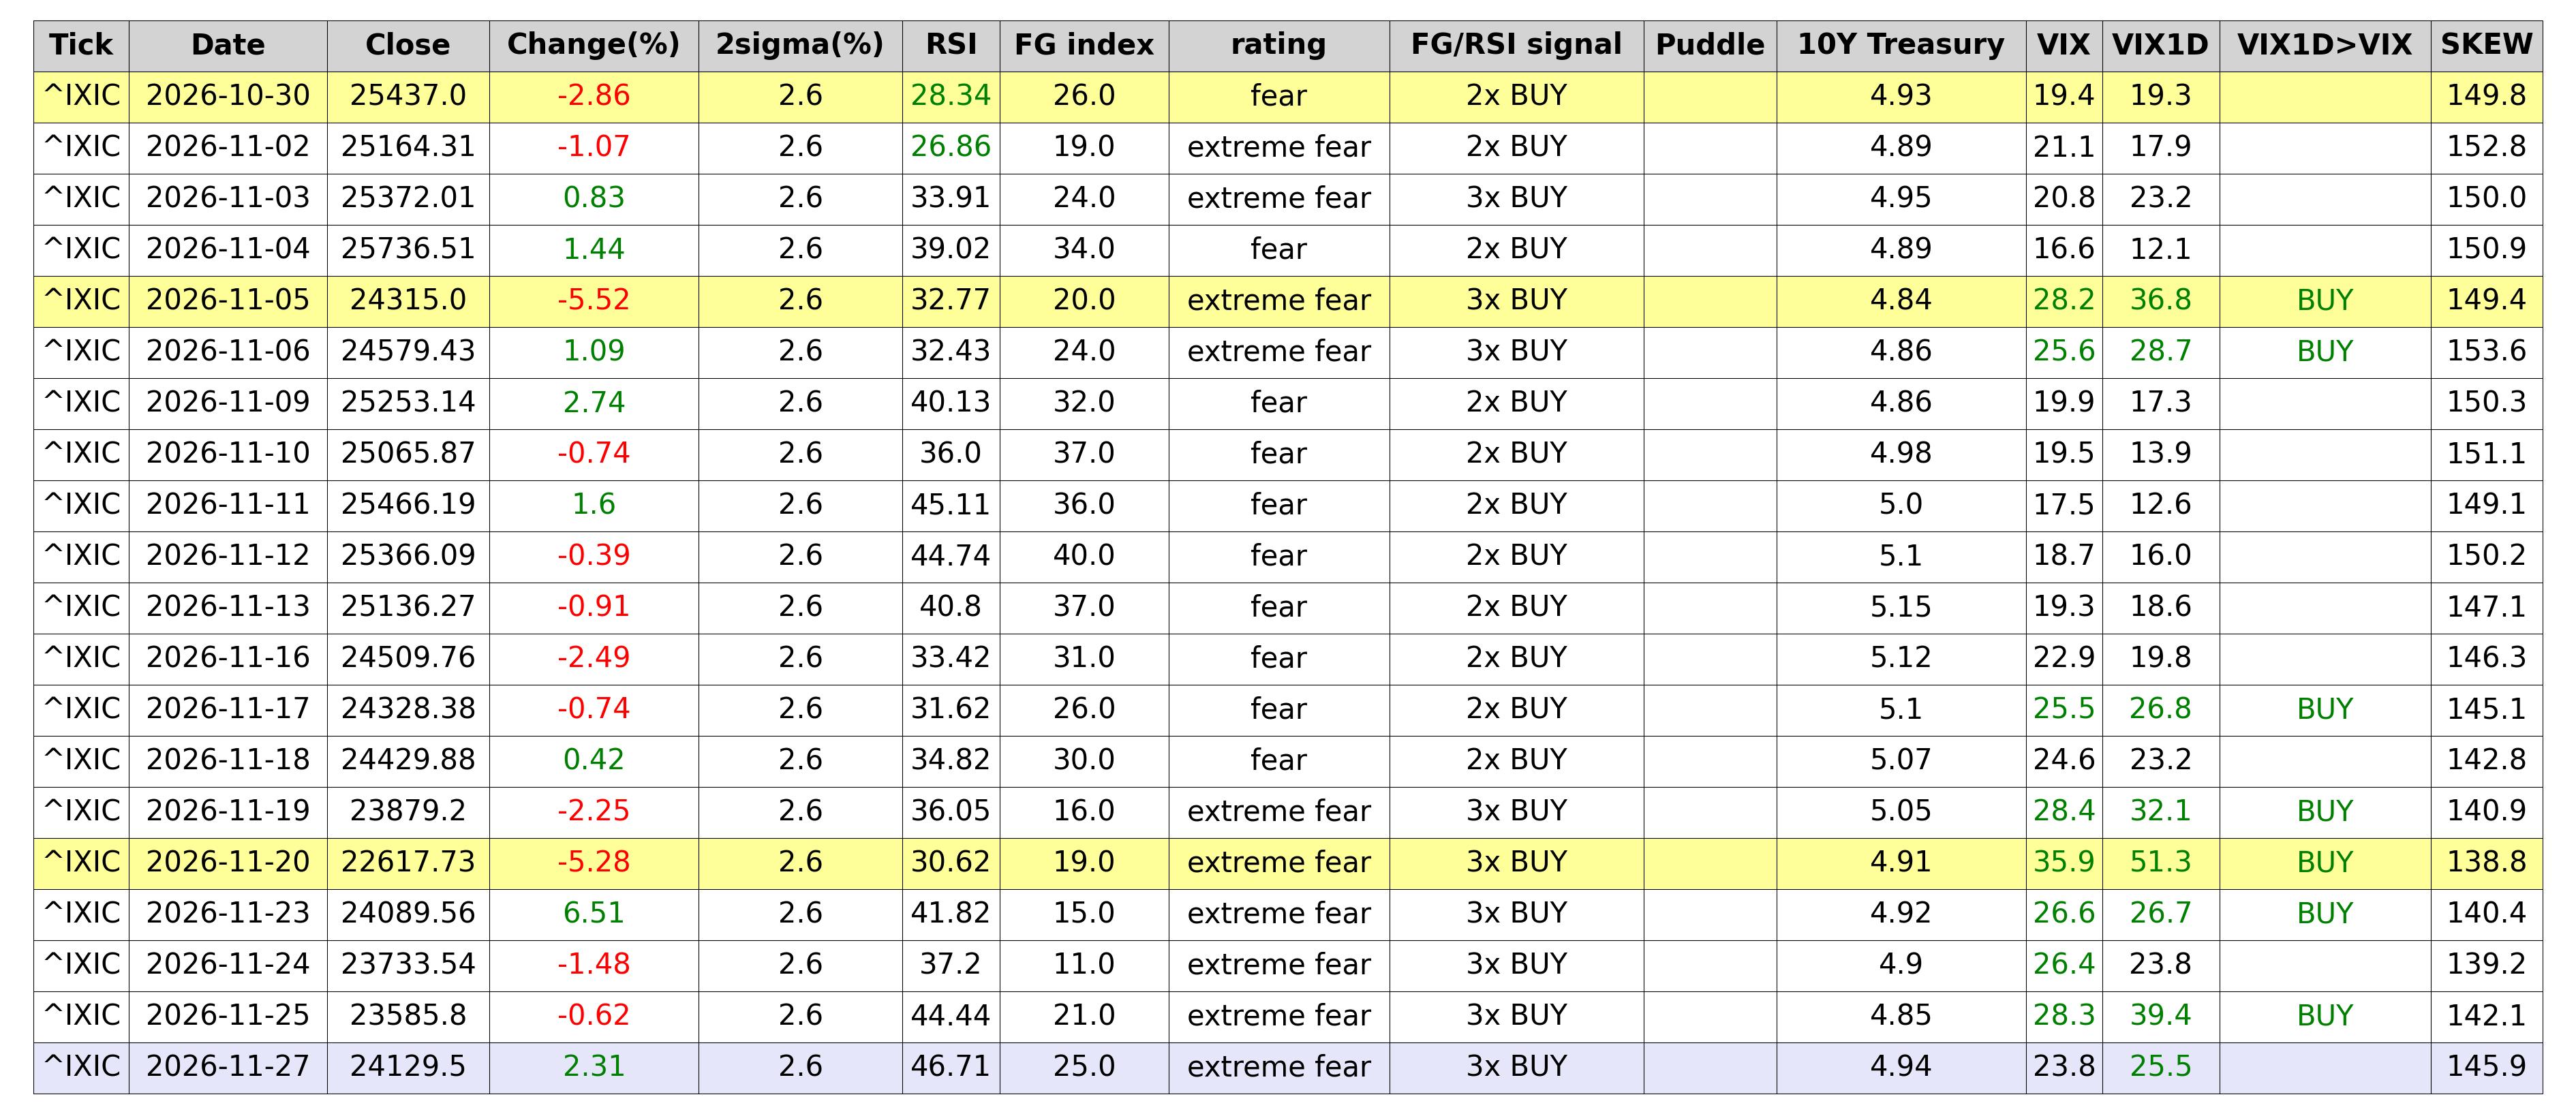 Tick Date Close Change(%) 2sigma(%) RSI FG index rating FG/RSI signal Puddle 10Y Treasury VIX VIX1D VIX1D>VIX SKEW
^IXIC 2026-10-30 25437.0 -2.86 2.6 28.34 26.0 fear 2x BUY 4.93 19.4 19.3 149.8
^IXIC 2026-11-02 25164.31 -1.07 2.6 26.86 19.0 extreme fear 2x BUY 4.89 21.1 17.9 152.8
^IXIC 2026-11-03 25372.01 0.83 2.6 33.91 24.0 extreme fear 3x BUY 4.95 20.8 23.2 150.0
^IXIC 2026-11-04 25736.51 1.44 2.6 39.02 34.0 fear 2x BUY 4.89 16.6 12.1 150.9
^IXIC 2026-11-05 24315.0 -5.52 2.6 32.77 20.0 extreme fear 3x BUY 4.84 28.2 36.8 BUY 149.4
^IXIC 2026-11-06 24579.43 1.09 2.6 32.43 24.0 extreme fear 3x BUY 4.86 25.6 28.7 BUY 153.6
^IXIC 2026-11-09 25253.14 2.74 2.6 40.13 32.0 fear 2x BUY 4.86 19.9 17.3 150.3
^IXIC 2026-11-10 25065.87 -0.74 2.6 36.0 37.0 fear 2x BUY 4.98 19.5 13.9 151.1
^IXIC 2026-11-11 25466.19 1.6 2.6 45.11 36.0 fear 2x BUY 5.0 17.5 12.6 149.1
^IXIC 2026-11-12 25366.09 -0.39 2.6 44.74 40.0 fear 2x BUY 5.1 18.7 16.0 150.2
^IXIC 2026-11-13 25136.27 -0.91 2.6 40.8 37.0 fear 2x BUY 5.15 19.3 18.6 147.1
^IXIC 2026-11-16 24509.76 -2.49 2.6 33.42 31.0 fear 2x BUY 5.12 22.9 19.8 146.3
^IXIC 2026-11-17 24328.38 -0.74 2.6 31.62 26.0 fear 2x BUY 5.1 25.5 26.8 BUY 145.1
^IXIC 2026-11-18 24429.88 0.42 2.6 34.82 30.0 fear 2x BUY 5.07 24.6 23.2 142.8
^IXIC 2026-11-19 23879.2 -2.25 2.6 36.05 16.0 extreme fear 3x BUY 5.05 28.4 32.1 BUY 140.9
^IXIC 2026-11-20 22617.73 -5.28 2.6 30.62 19.0 extreme fear 3x BUY 4.91 35.9 51.3 BUY 138.8
^IXIC 2026-11-23 24089.56 6.51 2.6 41.82 15.0 extreme fear 3x BUY 4.92 26.6 26.7 BUY 140.4
^IXIC 2026-11-24 23733.54 -1.48 2.6 37.2 11.0 extreme fear 3x BUY 4.9 26.4 23.8 139.2
^IXIC 2026-11-25 23585.8 -0.62 2.6 44.44 21.0 extreme fear 3x BUY 4.85 28.3 39.4 BUY 142.1
^IXIC 2026-11-27 24129.5 2.31 2.6 46.71 25.0 extreme fear 3x BUY 4.94 23.8 25.5 145.9